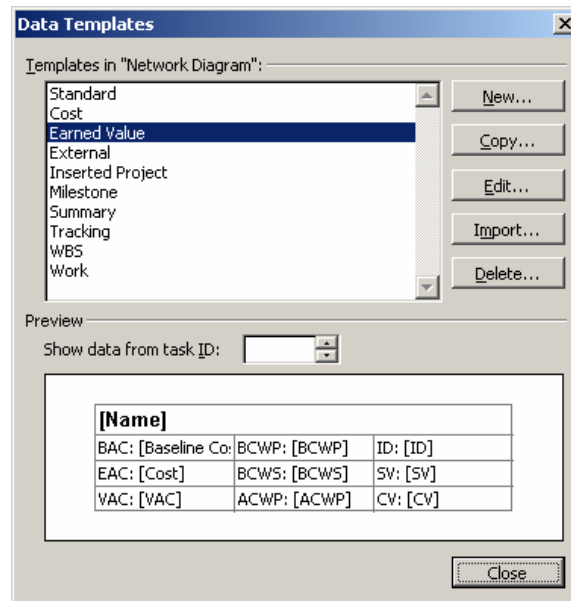 Data Templates
Templates in "Network Diagram":
Standard
Cost
Earned Value
External
Inserted Project
Milestone
Summary
Tracking
WBS
Work
New...
Copy...
Edit...
Import...
Delete...
Preview
Show data from task ID:
[Name]
BAC: [Baseline Co: BCWP: [BCWP] ID: [ID]
EAC: [Cost] BCWS: [BCWS] SV: [SV]
VAC: [VAC] ACWP: [ACWP] CV: [CV]
Close